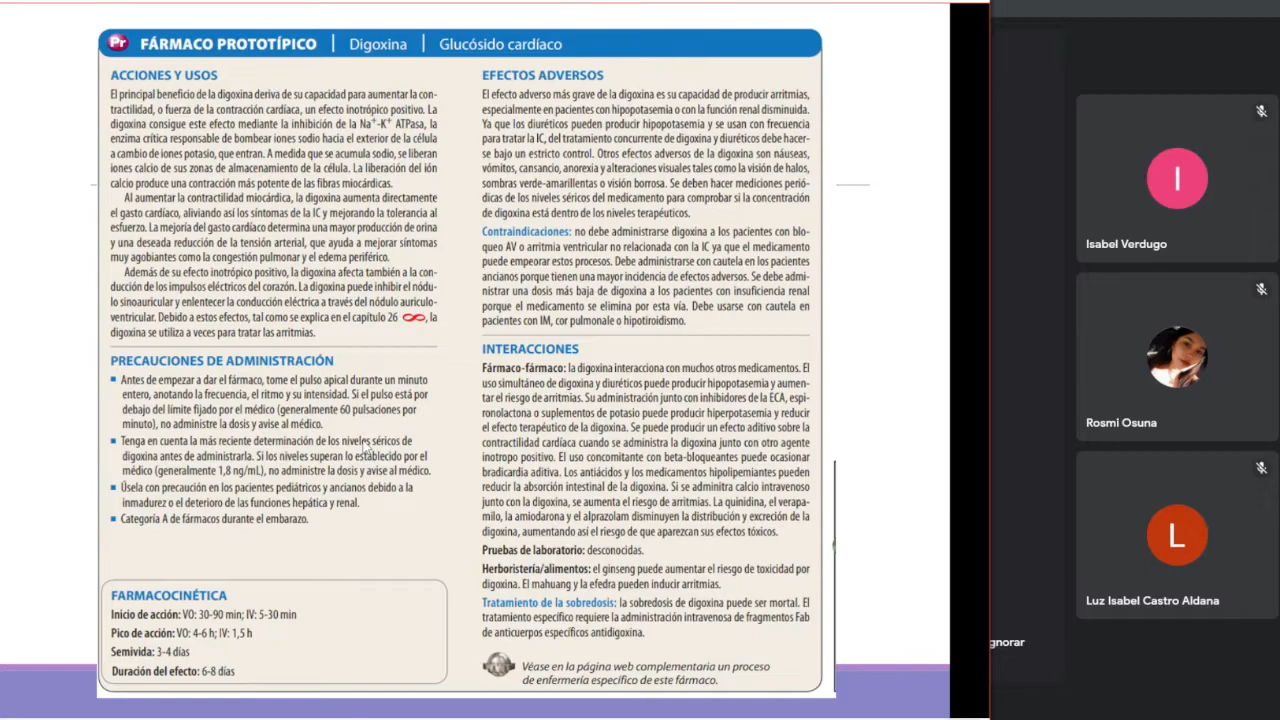 Pr FÁRMACO PROTOTÍPICO | Digoxina | Glucósido cardíaco
ACCIONES Y USOS
El principal beneficio de la digoxina deriva de su capacidad para aumentar la con-
tractilidad, o fuerza de la contracción cardíaca, un efecto inotrópico positivo. La
digoxina consigue este efecto mediante la inhibición de la Na+-K+ ATPasa, la
enzima crítica responsable de bombear iones sodio hacia el exterior de la célula
a cambio de iones potasio, que entran. A medida que se acumula sodio, se liberan
iones calcio de sus zonas de almacenamiento de la célula. La liberación del ión
calcio produce una contracción más potente de las fibras miocárdicas.
Al aumentar la contractilidad miocárdica, la digoxina aumenta directamente
el gasto cardíaco, aliviando así los síntomas de la IC y mejorando la tolerancia al
esfuerzo. La mejoría del gasto cardíaco determina una mayor producción de orina
y una deseada reducción de la tensión arterial, que ayuda a mejorar síntomas
muy agobiantes como la congestión pulmonar y el edema periférico.
Además de su efecto inotrópico positivo, la digoxina afecta también a la con-
ducción de los impulsos eléctricos del corazón. La digoxina puede inhibir el nódu-
lo sinoauricular y enlentecer la conducción eléctrica a través del nódulo auriculo-
ventricular. Debido a estos efectos, tal como se explica en el capítulo 26 ∞, la
digoxina se utiliza a veces para tratar las arritmias.
PRECAUCIONES DE ADMINISTRACIÓN
■ Antes de empezar a dar el fármaco, tome el pulso apical durante un minuto
entero, anotando la frecuencia, el ritmo y su intensidad. Si el pulso está por
debajo del límite fijado por el médico (generalmente 60 pulsaciones por
minuto), no administre la dosis y avise al médico.
■ Tenga en cuenta la más reciente determinación de los niveles séricos de
digoxina antes de administrarla. Si los niveles superan lo establecido por el
médico (generalmente 1,8 ng/mL), no administre la dosis y avise al médico.
■ Úsela con precaución en los pacientes pediátricos y ancianos debido a la
inmadurez o el deterioro de las funciones hepática y renal.
■ Categoría A de fármacos durante el embarazo.
FARMACOCINÉTICA
Inicio de acción: VO: 30-90 min; IV: 5-30 min
Pico de acción: VO: 4-6 h; IV: 1,5 h
Semivida: 3-4 días
Duración del efecto: 6-8 días
EFECTOS ADVERSOS
El efecto adverso más grave de la digoxina es su capacidad de producir arritmias,
especialmente en pacientes con hipopotasemia o con la función renal disminuida.
Ya que los diuréticos pueden producir hipopotasemia y se usan con frecuencia
para tratar la IC, del tratamiento concurrente de digoxina y diuréticos debe hacer-
se bajo un estricto control. Otros efectos adversos de la digoxina son náuseas,
vómitos, cansancio, anorexia y alteraciones visuales tales como la visión de halos,
sombras verde-amarillentas o visión borrosa. Se deben hacer mediciones perió-
dicas de los niveles séricos del medicamento para comprobar si la concentración
de digoxina está dentro de los niveles terapéuticos.
Contraindicaciones: no debe administrarse digoxina a los pacientes con blo-
queo AV o arritmia ventricular no relacionada con la IC ya que el medicamento
puede empeorar estos procesos. Debe administrarse con cautela en los pacientes
ancianos porque tienen una mayor incidencia de efectos adversos. Se debe admi-
nistrar una dosis más baja de digoxina a los pacientes con insuficiencia renal
porque el medicamento se elimina por esta vía. Debe usarse con cautela en
pacientes con IM, cor pulmonale o hipotiroidismo.
INTERACCIONES
Fármaco-fármaco: la digoxina interacciona con muchos otros medicamentos. El
uso simultáneo de digoxina y diuréticos puede producir hipopotasemia y aumen-
tar el riesgo de arritmias. Su administración junto con inhibidores de la ECA, espi-
ronolactona o suplementos de potasio puede producir hiperpotasemia y reducir
el efecto terapéutico de la digoxina. Se puede producir un efecto aditivo sobre la
contractilidad cardíaca cuando se administra la digoxina junto con otro agente
inotropo positivo. El uso concomitante con beta-bloqueantes puede ocasionar
bradicardia aditiva. Los antiácidos y los medicamentos hipolipemiantes pueden
reducir la absorción intestinal de la digoxina. Si se adminitra calcio intravenoso
junto con la digoxina, se aumenta el riesgo de arritmias. La quinidina, el verapa-
milo, la amiodarona y el alprazolam disminuyen la distribución y excreción de la
digoxina, aumentando así el riesgo de que aparezcan sus efectos tóxicos.
Pruebas de laboratorio: desconocidas.
Herboristería/alimentos: el ginseng puede aumentar el riesgo de toxicidad por
digoxina. El mahuang y la efedra pueden inducir arritmias.
Tratamiento de la sobredosis: la sobredosis de digoxina puede ser mortal. El
tratamiento específico requiere la administración intravenosa de fragmentos Fab
de anticuerpos específicos antidigoxina.
Véase en la página web complementaria un proceso
de enfermería específico de este fármaco.
I
Isabel Verdugo
Rosmi Osuna
L
Luz Isabel Castro Aldana
gnorar